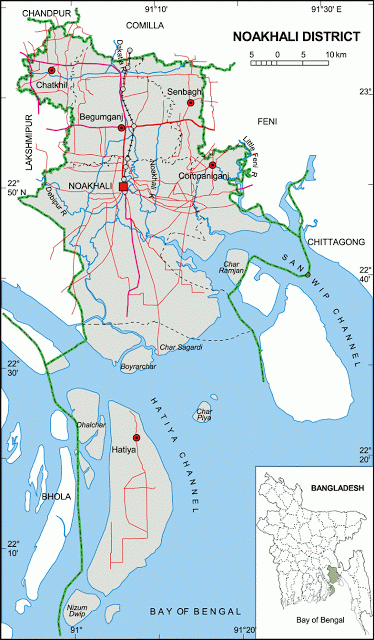 91° 10'
91° 30' E
CHANDPUR
COMILLA
NOAKHALI DISTRICT
5 0 5 10 km
Dakatia R
Chatkhil
Senbagh
23°
Begumganj
FENI
LAKSHMIPUR
Little Feni R
Companiganj
Noakhali K
NOAKHALI
22°
50' N
CHITTAGONG
Char
Ramjan
22°
40'
SANDWIP CHANNEL
Char Sagardi
22°
30'
Boyrarchar
HATIYA CHANNEL
Char
Piya
Dhalcher
Hatiya
22°
20'
BHOLA
BANGLADESH
22°
10'
Nizum
Dwip
BAY OF BENGAL
Bay of Bengal
91°
91° 10'